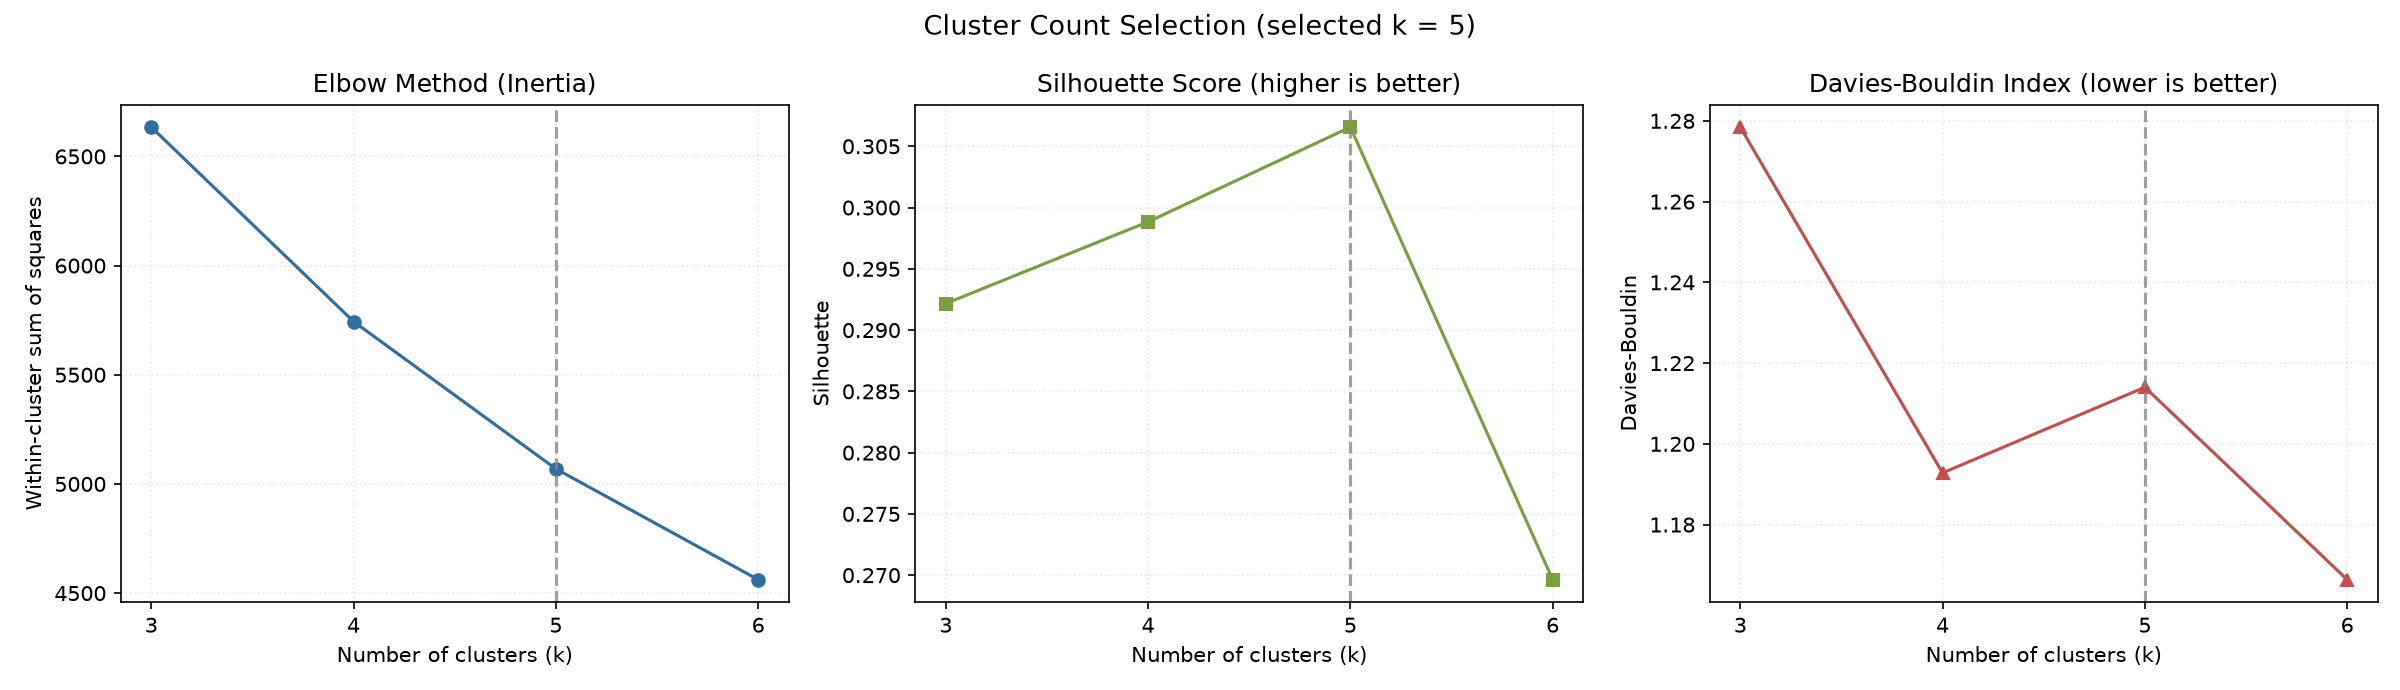 Cluster Count Selection (selected k = 5)
Elbow Method (Inertia)
Within-cluster sum of squares
6500
6000
5500
5000
4500
3 4 5 6
Number of clusters (k)
Silhouette Score (higher is better)
Silhouette
0.305
0.300
0.295
0.290
0.285
0.280
0.275
0.270
3 4 5 6
Number of clusters (k)
Davies-Bouldin Index (lower is better)
Davies-Bouldin
1.28
1.26
1.24
1.22
1.20
1.18
3 4 5 6
Number of clusters (k)